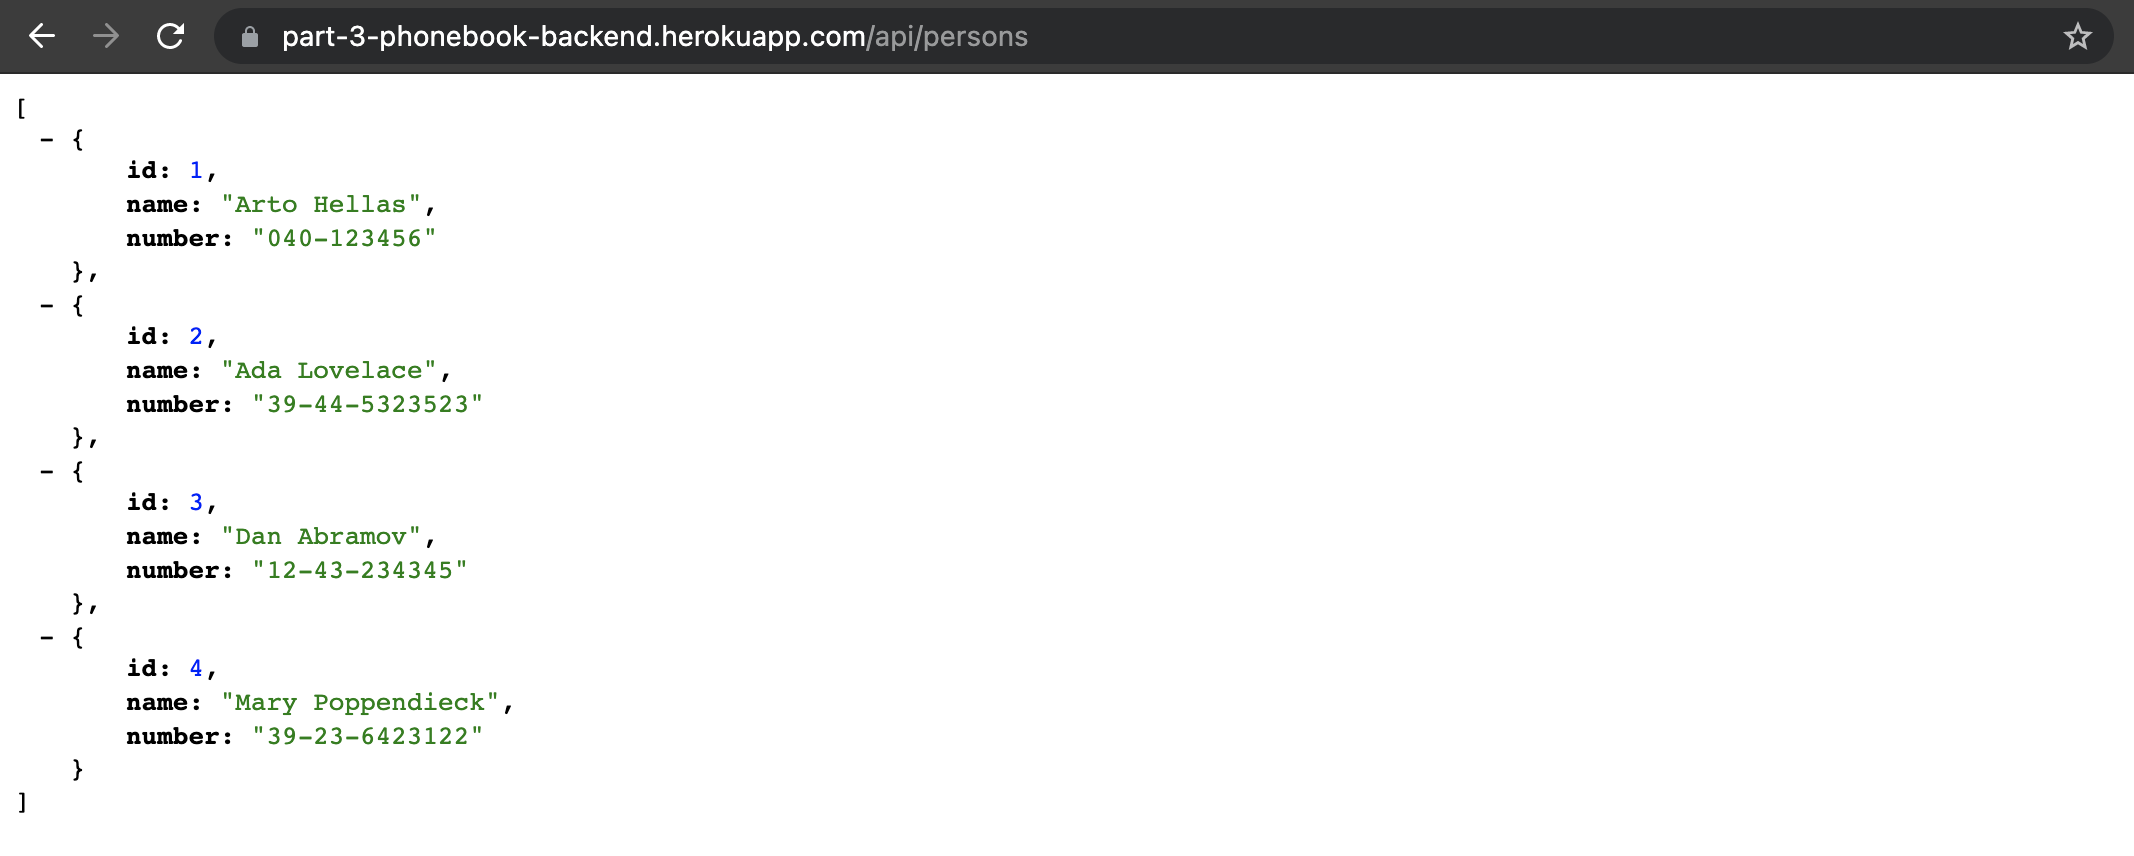 part-3-phonebook-backend.herokuapp.com/api/persons
[
- {
id: 1,
name: "Arto Hellas",
number: "040-123456"
},
- {
id: 2,
name: "Ada Lovelace",
number: "39-44-5323523"
},
- {
id: 3,
name: "Dan Abramov",
number: "12-43-234345"
},
- {
id: 4,
name: "Mary Poppendieck",
number: "39-23-6423122"
}
]